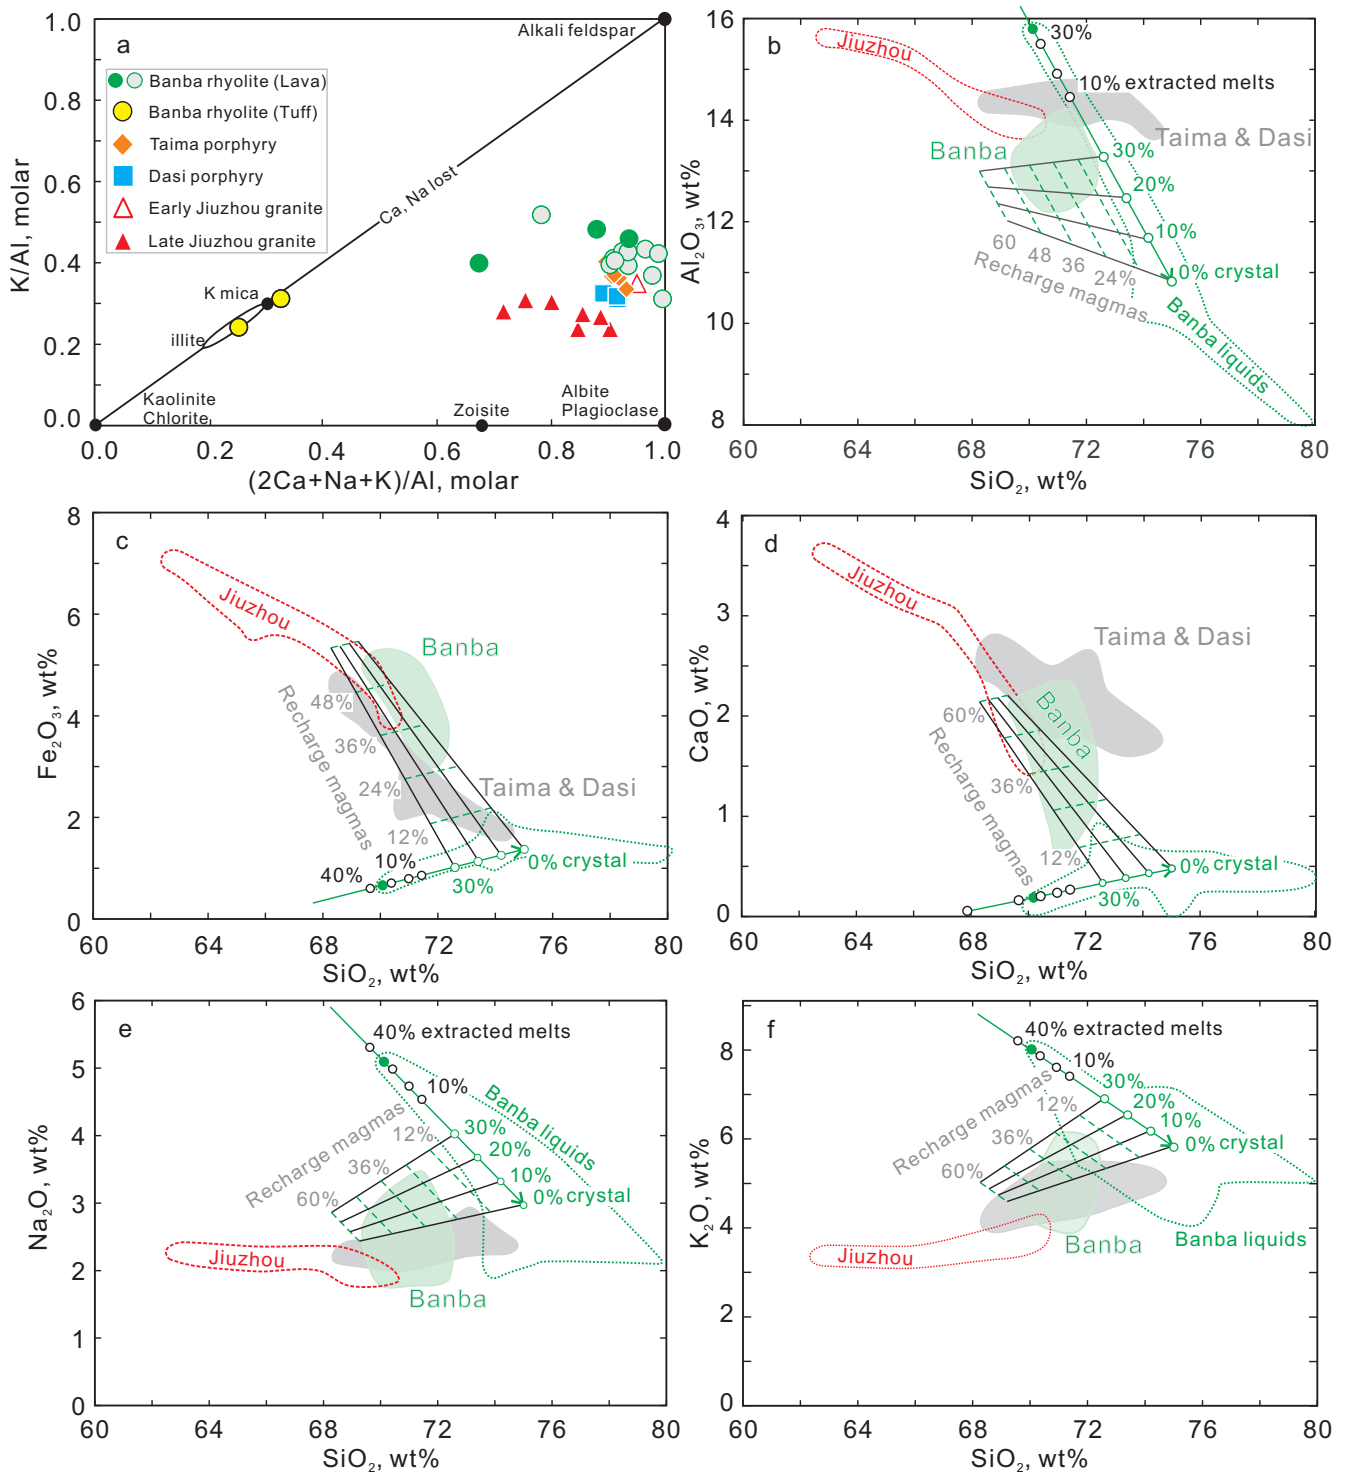 a
1.0
0.8
0.6
0.4
0.2
0.0
K/Al, molar
Alkali feldspar
Banba rhyolite (Lava)
Banba rhyolite (Tuff)
Taima porphyry
Dasi porphyry
Early Jiuzhou granite
Late Jiuzhou granite
Ca, Na lost
K mica
illite
Kaolinite
Chlorite
Zoisite
Albite
Plagioclase
0.0
0.2
0.4
0.6
0.8
1.0
(2Ca+Na+K)/Al, molar
b
16
14
12
10
8
Al₂O₃, wt%
Jiuzhou
30%
10% extracted melts
Taima & Dasi
Banba
30%
20%
10%
0% crystal
60
48
36
24%
Recharge magmas
Banba liquids
60
64
68
72
76
80
SiO₂, wt%
c
8
6
4
2
0
Fe₂O₃, wt%
Jiuzhou
Banba
48%
36%
24%
12%
Recharge magmas
Taima & Dasi
40%
10%
30%
0% crystal
60
64
68
72
76
80
SiO₂, wt%
d
4
3
2
1
0
CaO, wt%
Jiuzhou
Taima & Dasi
Banba
60%
36%
12%
Recharge magmas
30%
0% crystal
60
64
68
72
76
80
SiO₂, wt%
e
6
5
4
3
2
1
0
Na₂O, wt%
40% extracted melts
10%
Recharge magmas
12%
36%
60%
30%
20%
10%
0% crystal
Banba liquids
Jiuzhou
Banba
60
64
68
72
76
80
SiO₂, wt%
f
8
6
4
2
0
K₂O, wt%
40% extracted melts
10%
30%
20%
10%
0% crystal
Recharge magmas
12%
36%
60%
Jiuzhou
Banba
Banba liquids
60
64
68
72
76
80
SiO₂, wt%